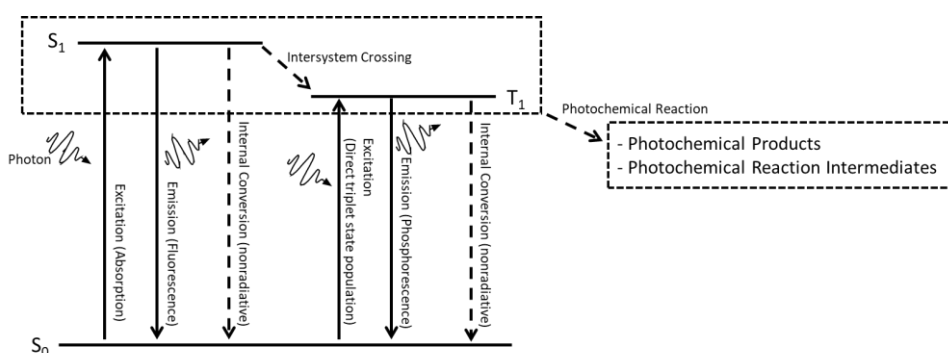 S1
Intersystem Crossing
T1
Photochemical Reaction
- Photochemical Products
- Photochemical Reaction Intermediates
Photon
Excitation (Absorption)
Emission (Fluorescence)
Internal Conversion (nonradiative)
Excitation
(Direct triplet state population)
Emission (Phosphorescence)
Internal Conversion (nonradiative)
S0